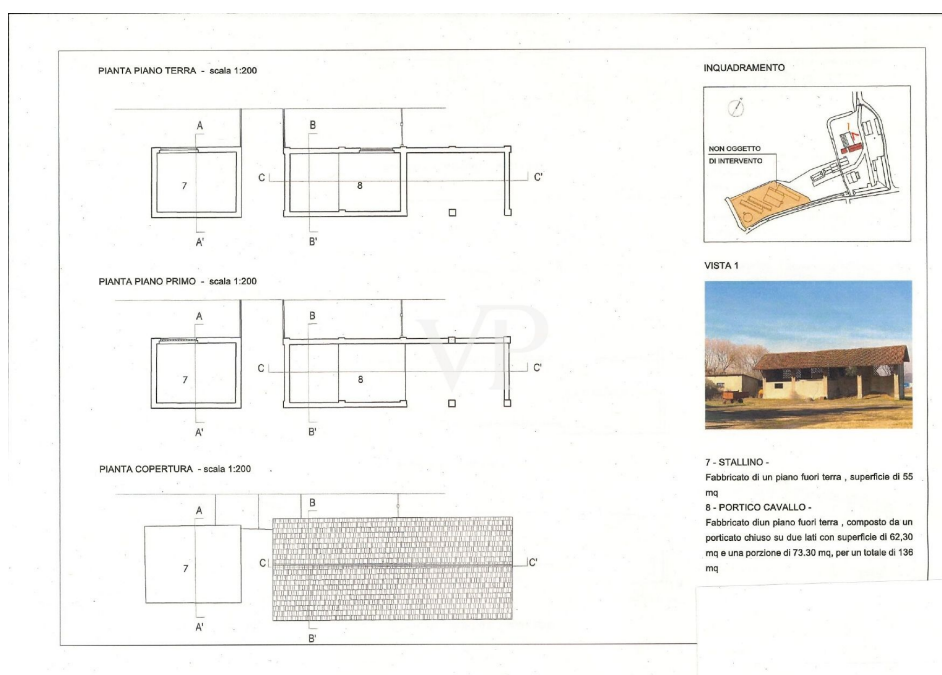 PIANTA PIANO TERRA - scala 1:200
A
B
7
C
8
C'
A'
B'
PIANTA PIANO PRIMO - scala 1:200
A
B
C
C'
7
8
A'
B'
PIANTA COPERTURA - scala 1:200
A
B
7
C
C'
A'
B'
VP
INQUADRAMENTO
NON OGGETTO
DI INTERVENTO
VISTA 1
7 - STALLINO -
Fabbricato di un piano fuori terra , superficie di 55
mq
8 - PORTICO CAVALLO -
Fabbricato diun piano fuori terra , composto da un
porticato chiuso su due lati con superficie di 62,30
mq e una porzione di 73.30 mq, per un totale di 136
mq